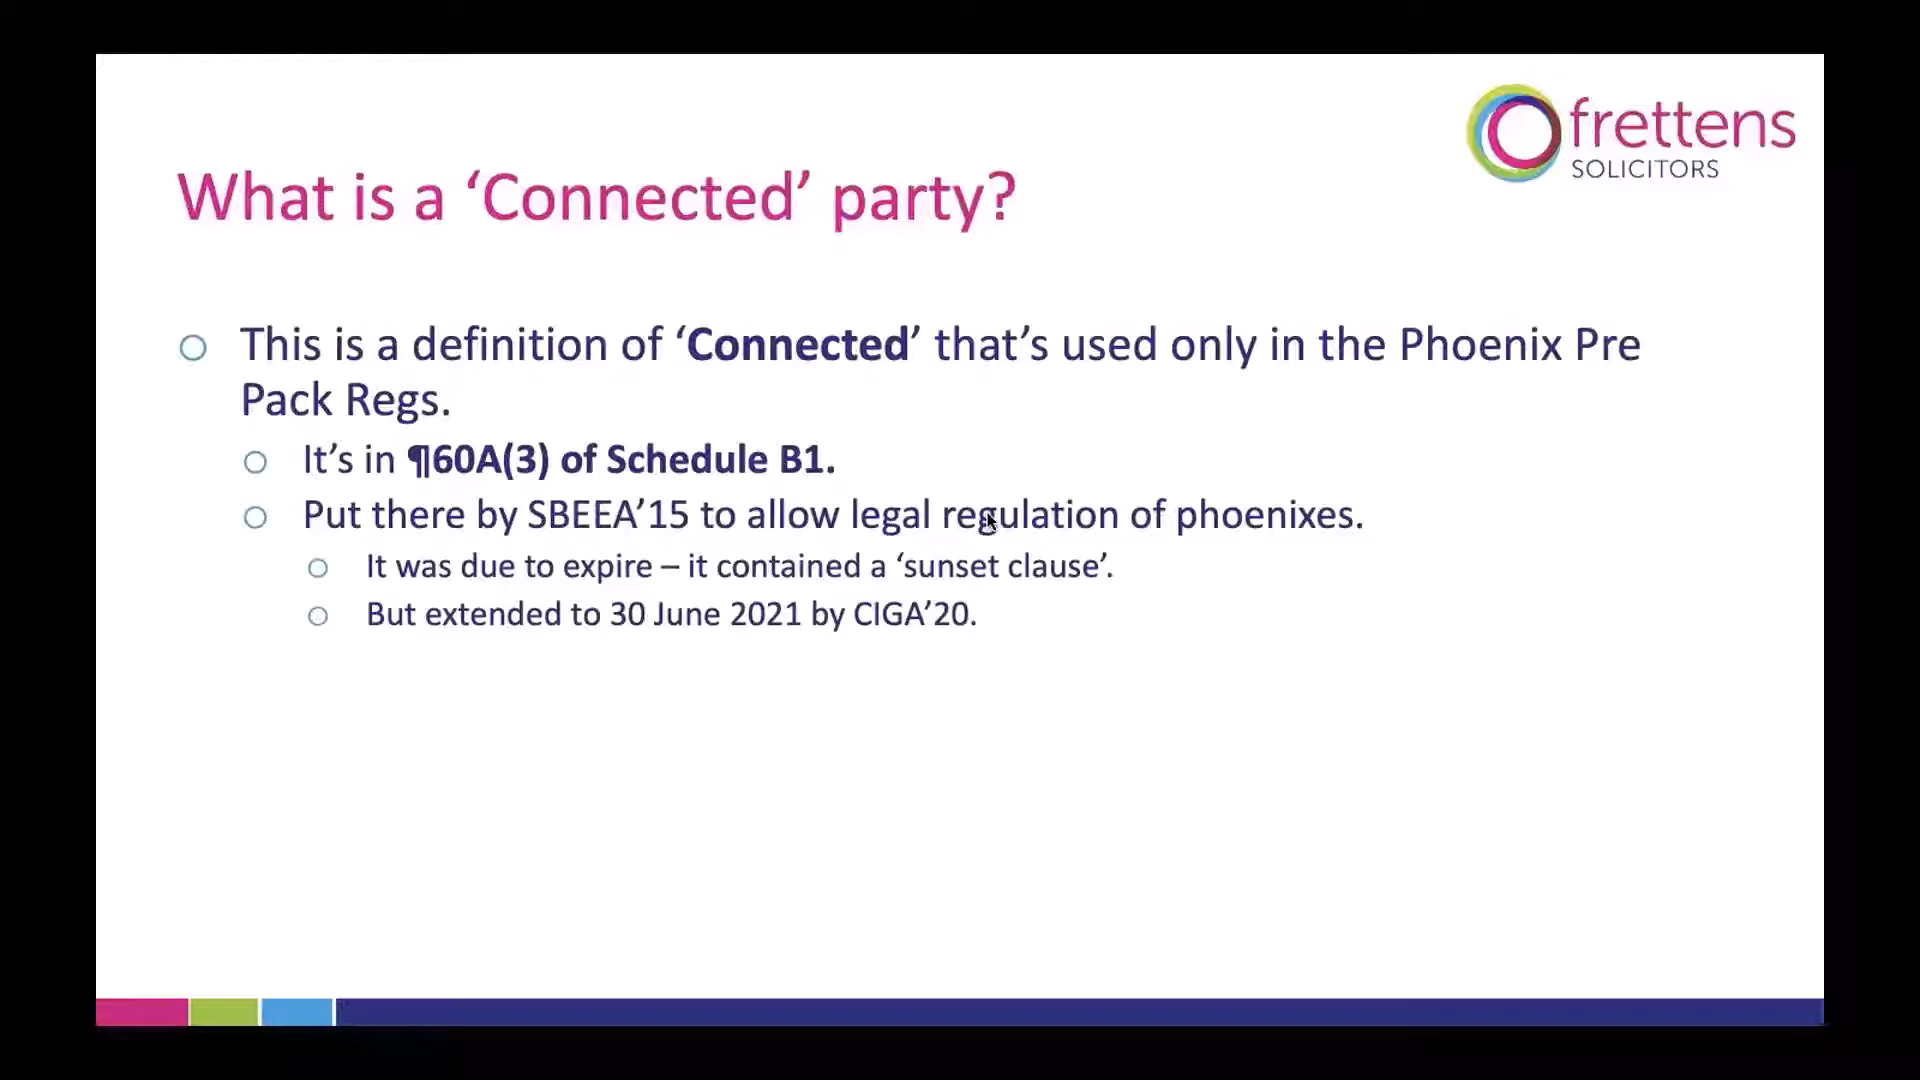 frettens
SOLICITORS
What is a ‘Connected’ party?
This is a definition of ‘Connected’ that’s used only in the Phoenix Pre
Pack Regs.
It’s in ¶60A(3) of Schedule B1.
Put there by SBEEA’15 to allow legal regulation of phoenixes.
It was due to expire – it contained a ‘sunset clause’.
But extended to 30 June 2021 by CIGA’20.